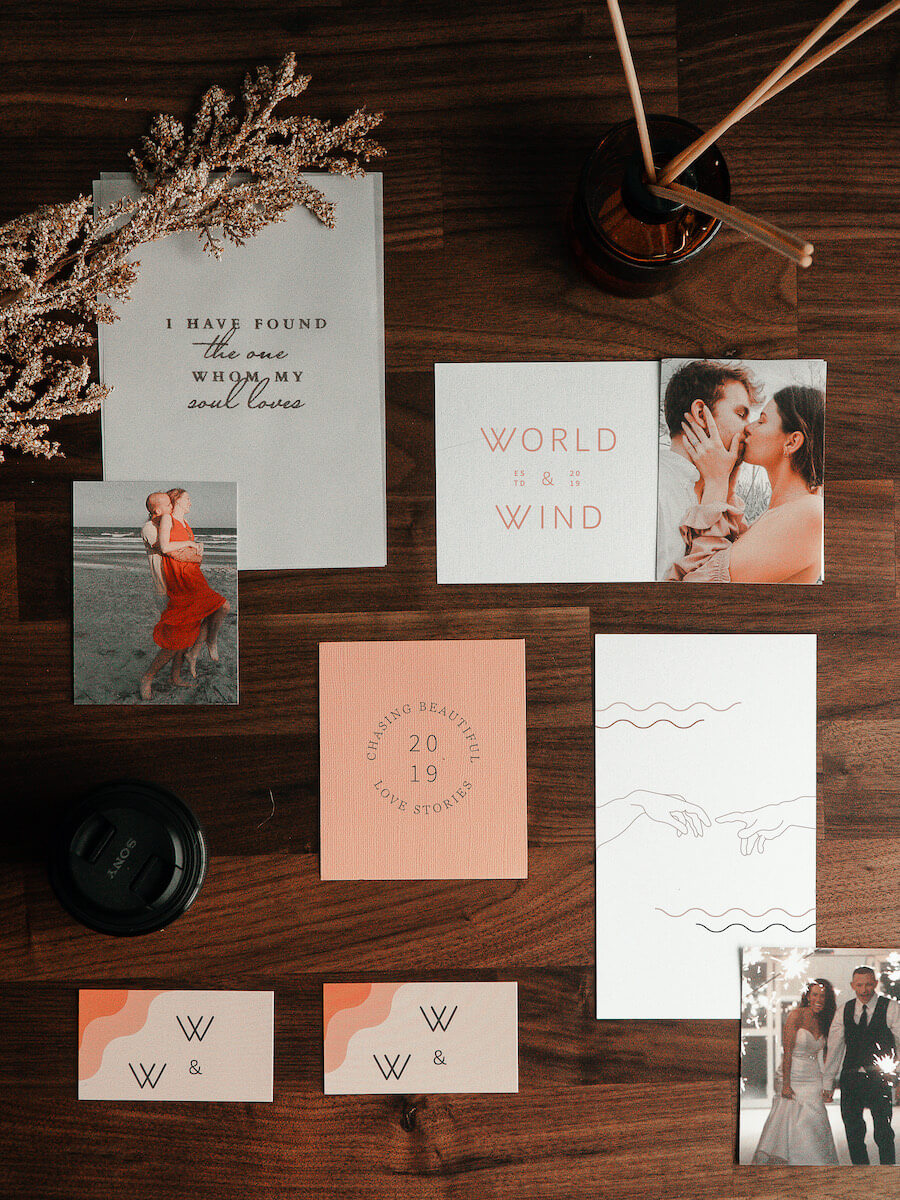 I HAVE FOUND
the one
WHOM MY
soul loves
WORLD
ES
TD
&
20
19
WIND
CHASING BEAUTIFUL
20
19
LOVE STORIES
SONY
W
W &
W
W &